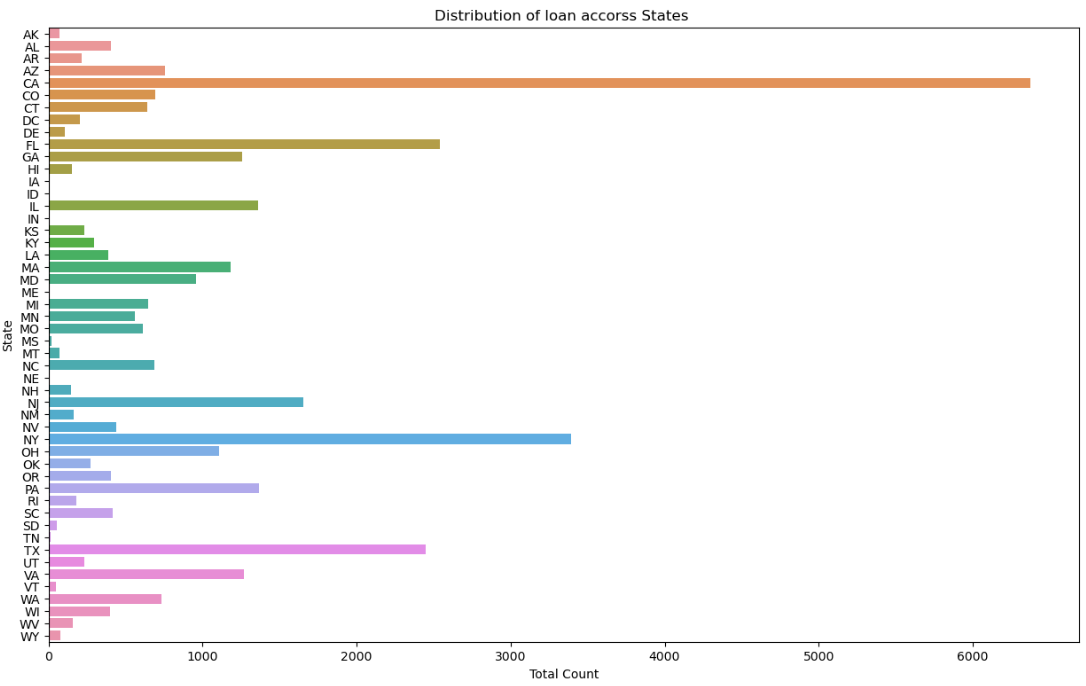 Distribution of loan accorss States
State
AK
AL
AR
AZ
CA
CO
CT
DC
DE
FL
GA
HI
IA
ID
IL
IN
KS
KY
LA
MA
MD
ME
MI
MN
MO
MS
MT
NC
NE
NH
NJ
NM
NV
NY
OH
OK
OR
PA
RI
SC
SD
TN
TX
UT
VA
VT
WA
WI
WV
WY
0 1000 2000 3000 4000 5000 6000
Total Count